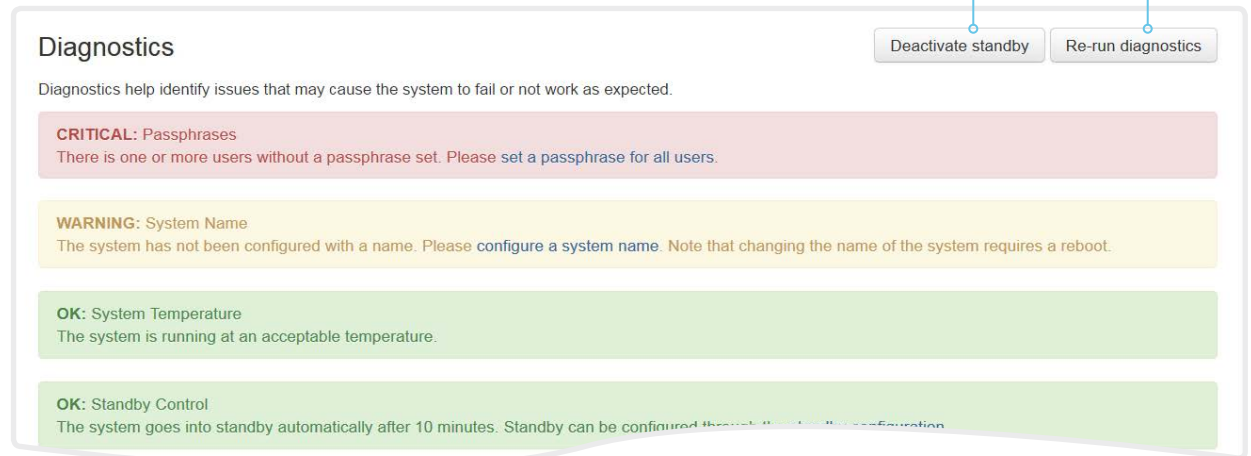 Diagnostics
Deactivate standby
Re-run diagnostics
Diagnostics help identify issues that may cause the system to fail or not work as expected.
CRITICAL: Passphrases
There is one or more users without a passphrase set. Please set a passphrase for all users.
WARNING: System Name
The system has not been configured with a name. Please configure a system name. Note that changing the name of the system requires a reboot.
OK: System Temperature
The system is running at an acceptable temperature.
OK: Standby Control
The system goes into standby automatically after 10 minutes. Standby can be configured through the standby configuration